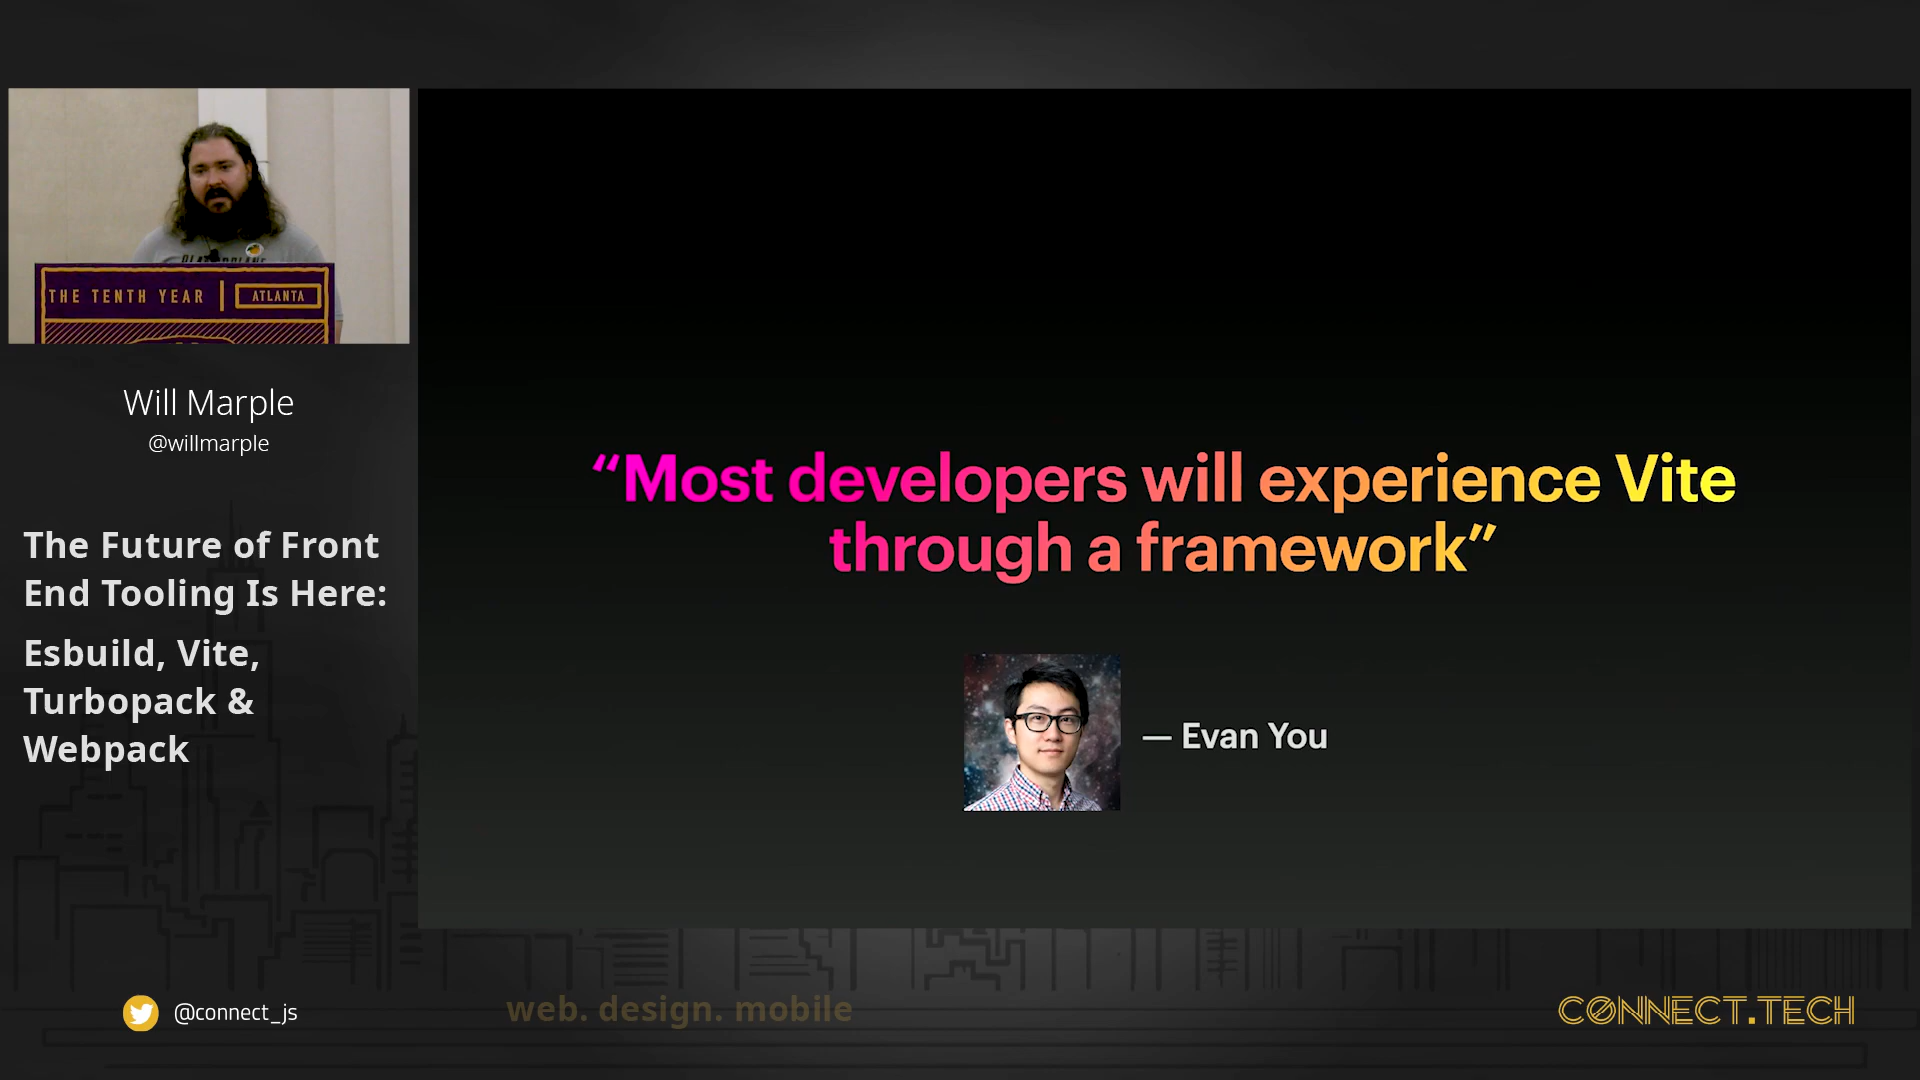 THE TENTH YEAR
ATLANTA
Will Marple
@willmarple
The Future of Front
End Tooling Is Here:
Esbuild, Vite,
Turbopack &
Webpack
“Most developers will experience Vite
through a framework”
— Evan You
@connect_js
web. design. mobile
CONNECT.TECH